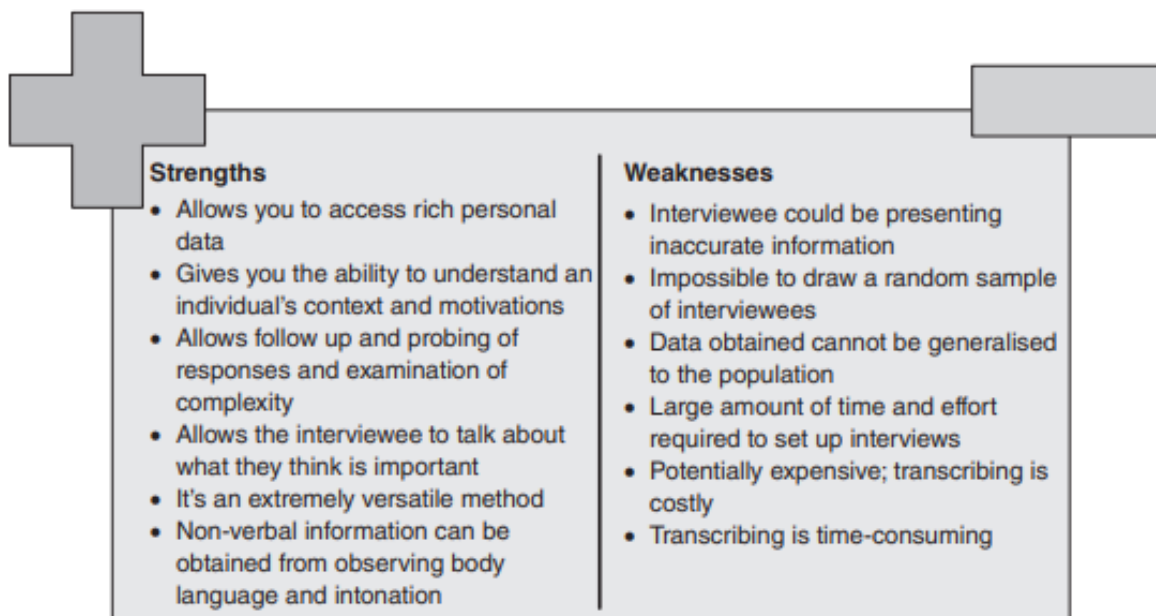 Strengths
• Allows you to access rich personal
data
• Gives you the ability to understand an
individual's context and motivations
• Allows follow up and probing of
responses and examination of
complexity
• Allows the interviewee to talk about
what they think is important
• It's an extremely versatile method
• Non-verbal information can be
obtained from observing body
language and intonation
Weaknesses
• Interviewee could be presenting
inaccurate information
• Impossible to draw a random sample
of interviewees
• Data obtained cannot be generalised
to the population
• Large amount of time and effort
required to set up interviews
• Potentially expensive; transcribing is
costly
• Transcribing is time-consuming